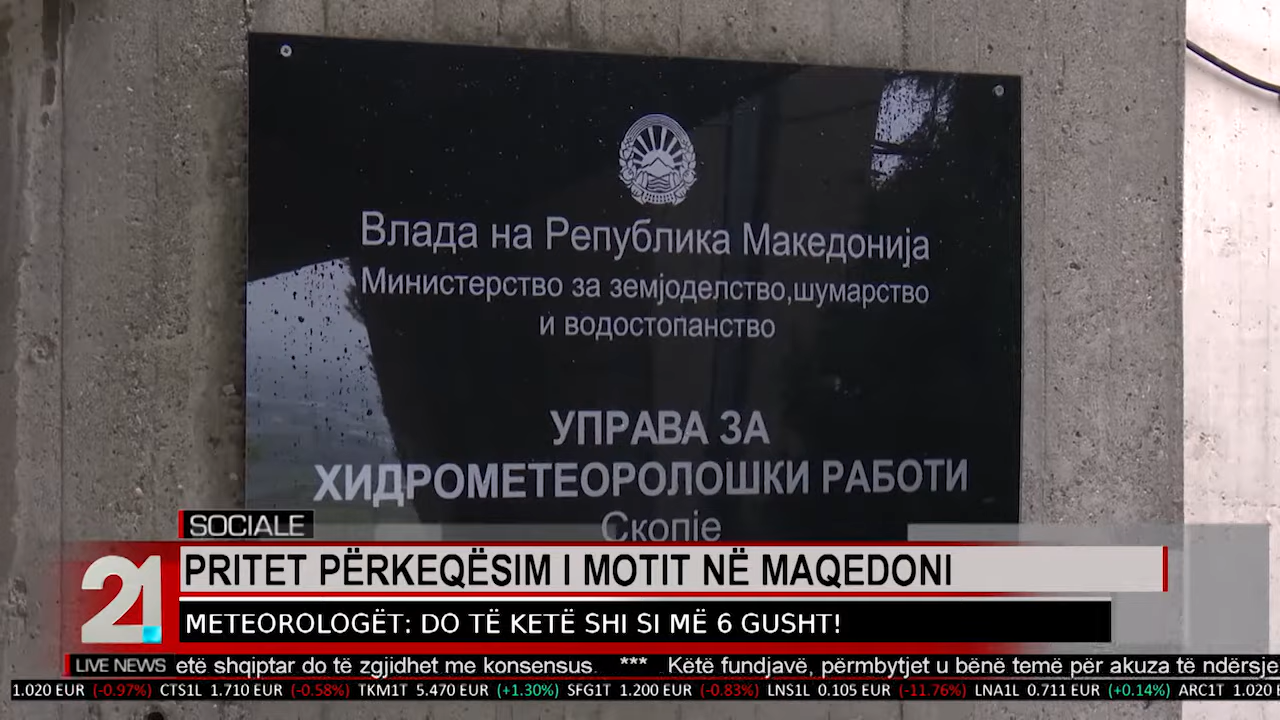 Влада на Република Македонија
Министерство за земјоделство,шумарство
и водостопанство
УПРАВА ЗА
ХИДРОМЕТЕОРОЛОШКИ РАБОТИ
Скопје
SOCIALE
21
PRITET PËRKEQËSIM I MOTIT NË MAQEDONI
METEOROLOGËT: DO TË KETË SHI SI MË 6 GUSHT!
LIVE NEWS etë shqiptar do të zgjidhet me konsensus. *** Këtë fundjavë, përmbytjet u bënë temë për akuza të ndërsje
1.020 EUR (-0.97%) CTS1L 1.710 EUR (-0.58%) TKM1T 5.470 EUR (+1.30%) SFG1T 1.200 EUR (-0.83%) LNS1L 0.105 EUR (-11.76%) LNA1L 0.711 EUR (+0.14%) ARC1T 1.020